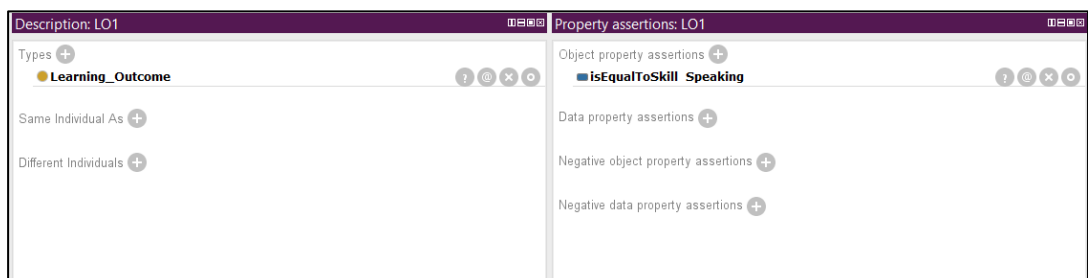 Description: LO1
Types
Learning_Outcome
Same Individual As
Different Individuals
Property assertions: LO1
Object property assertions
isEqualToSkill Speaking
Data property assertions
Negative object property assertions
Negative data property assertions